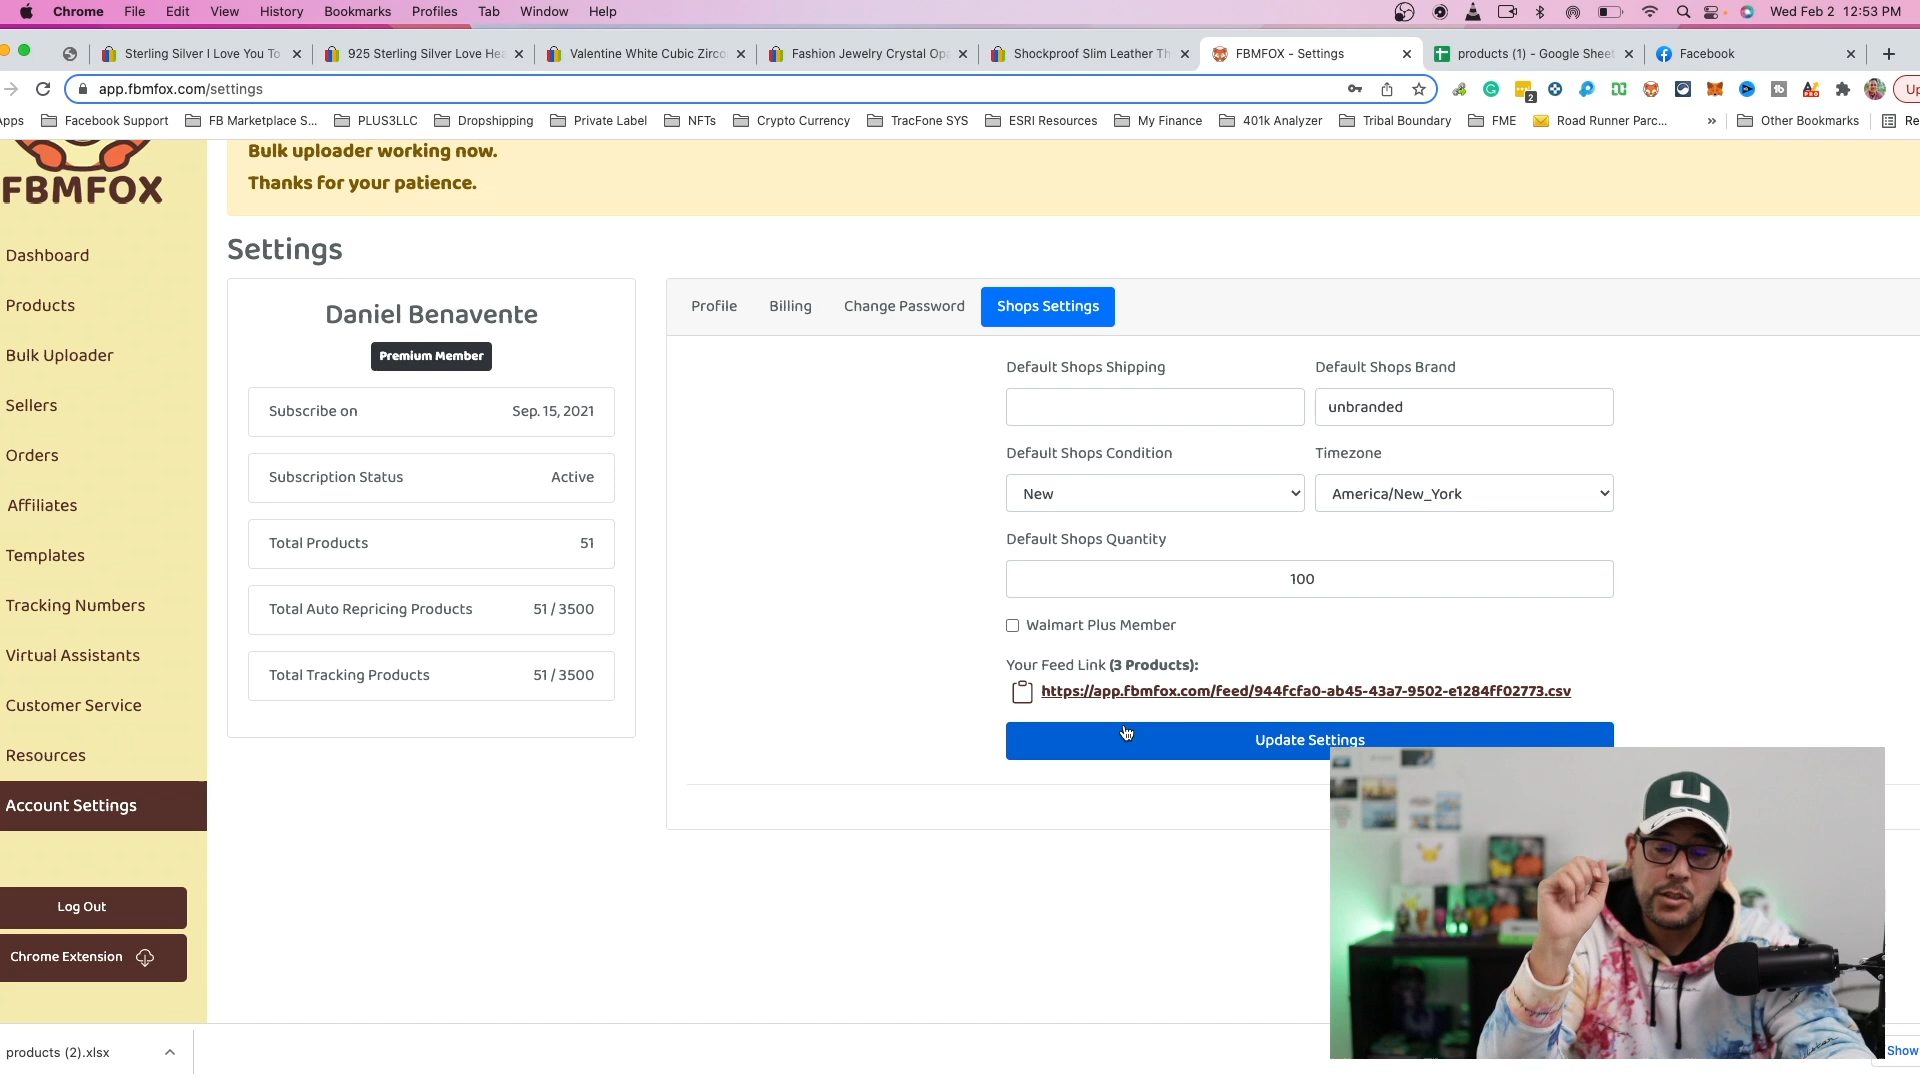 Chrome File Edit View History Bookmarks Profiles Tab Window Help Wed Feb 2 12:53 PM
Sterling Silver I Love You To 925 Sterling Silver Love Hea Valentine White Cubic Zirco Fashion Jewelry Crystal Opa Shockproof Slim Leather Th FBMFOX - Settings products (1) - Google Sheet Facebook
app.fbmfox.com/settings
Apps Facebook Support FB Marketplace S... PLUS3LLC Dropshipping Private Label NFTs Crypto Currency TracFone SYS ESRI Resources My Finance 401k Analyzer Tribal Boundary FME Road Runner Parc... » Other Bookmarks Re
Bulk uploader working now.
Thanks for your patience.
FBMFOX
Dashboard
Products
Bulk Uploader
Sellers
Orders
Affiliates
Templates
Tracking Numbers
Virtual Assistants
Customer Service
Resources
Account Settings
Log Out
Chrome Extension
Settings
Daniel Benavente
Premium Member
Subscribe on Sep. 15, 2021
Subscription Status Active
Total Products 51
Total Auto Repricing Products 51 / 3500
Total Tracking Products 51 / 3500
Profile Billing Change Password Shops Settings
Default Shops Shipping Default Shops Brand
unbranded
Default Shops Condition Timezone
New America/New_York
Default Shops Quantity
100
Walmart Plus Member
Your Feed Link (3 Products):
https://app.fbmfox.com/feed/944fcfa0-ab45-43a7-9502-e1284ff02773.csv
Update Settings
U
products (2).xlsx
Show